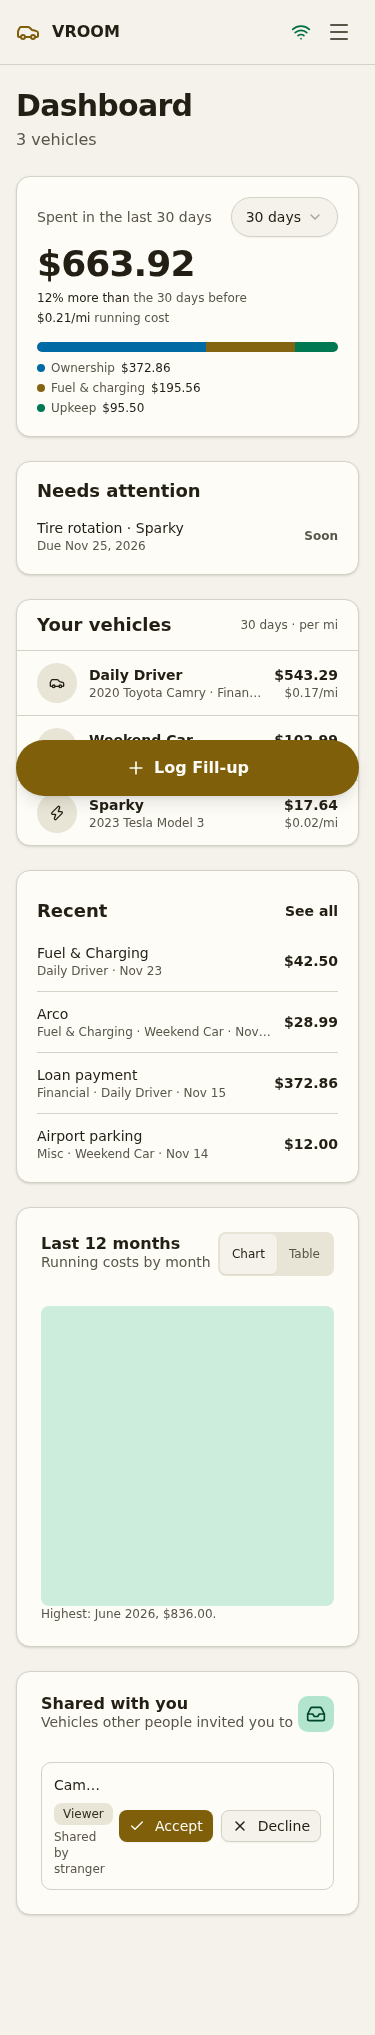 VROOM
Dashboard
3 vehicles
Spent in the last 30 days
30 days
$663.92
12% more than the 30 days before
$0.21/mi running cost
Ownership $372.86
Fuel & charging $195.56
Upkeep $95.50
Needs attention
Tire rotation · Sparky
Due Nov 25, 2026
Soon
Your vehicles
30 days · per mi
Daily Driver
$543.29
2020 Toyota Camry · Finan…
$0.17/mi
Weekend Car
$102.99
Log Fill-up
Sparky
$17.64
2023 Tesla Model 3
$0.02/mi
Recent
See all
Fuel & Charging
Daily Driver · Nov 23
$42.50
Arco
Fuel & Charging · Weekend Car · Nov…
$28.99
Loan payment
Financial · Daily Driver · Nov 15
$372.86
Airport parking
Misc · Weekend Car · Nov 14
$12.00
Last 12 months
Running costs by month
Chart
Table
Highest: June 2026, $836.00.
Shared with you
Vehicles other people invited you to
Cam…
Viewer
Shared
by
stranger
Accept
Decline